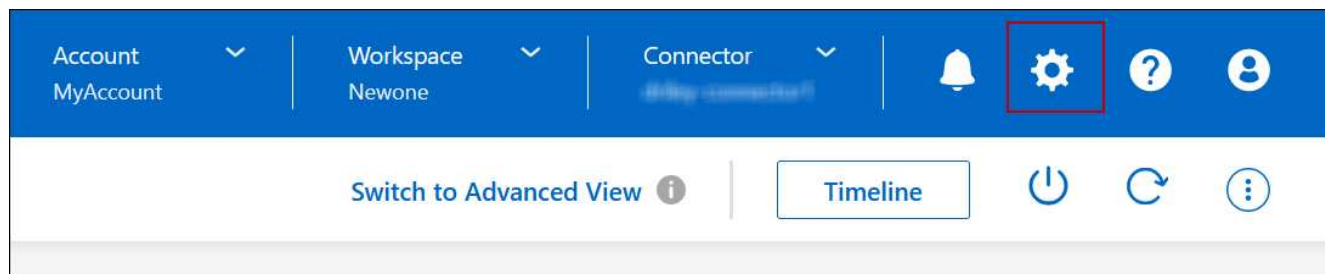 Account
MyAccount
Workspace
Newone
Connector
Switch to Advanced View
Timeline